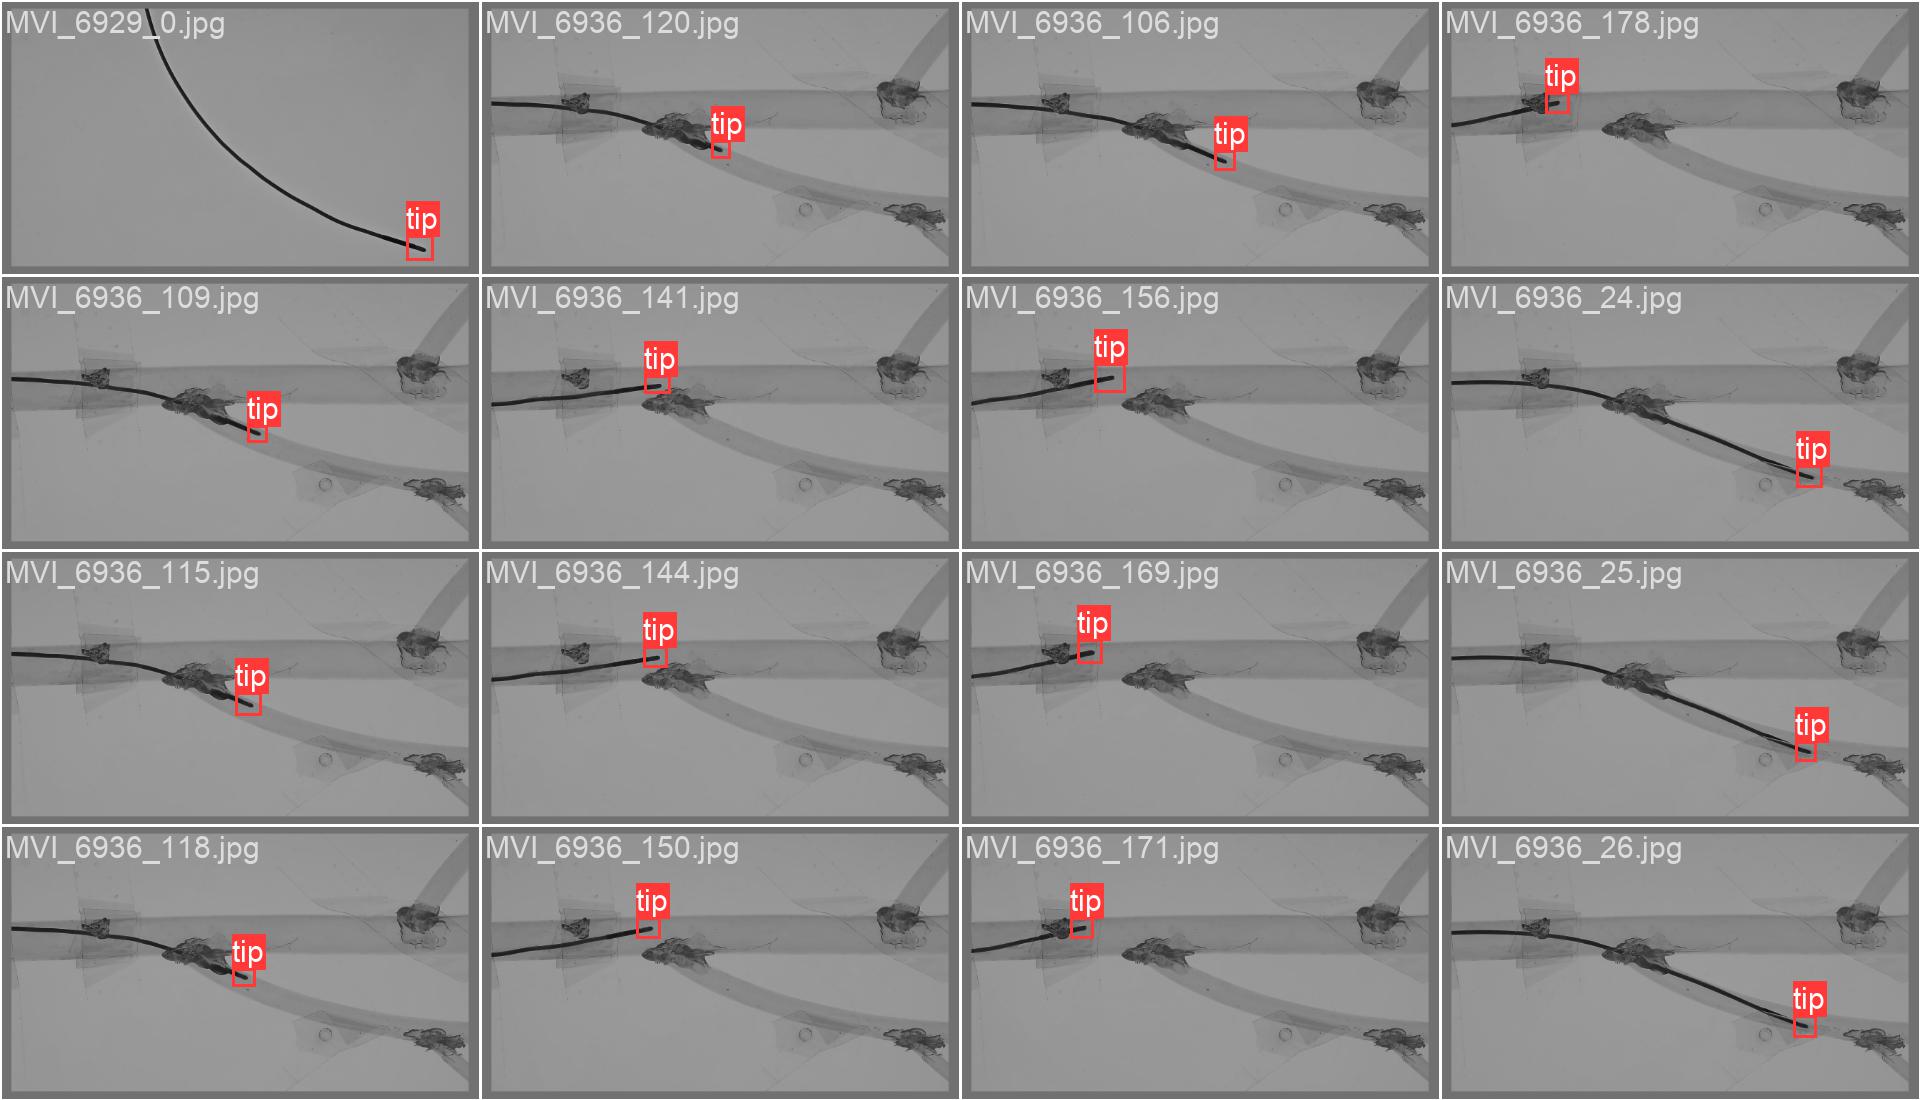 MVI_6929_0.jpg
tip
MVI_6936_120.jpg
tip
MVI_6936_106.jpg
tip
MVI_6936_178.jpg
tip
MVI_6936_109.jpg
tip
MVI_6936_141.jpg
tip
MVI_6936_156.jpg
tip
MVI_6936_24.jpg
tip
MVI_6936_115.jpg
tip
MVI_6936_144.jpg
tip
MVI_6936_169.jpg
tip
MVI_6936_25.jpg
tip
MVI_6936_118.jpg
tip
MVI_6936_150.jpg
tip
MVI_6936_171.jpg
tip
MVI_6936_26.jpg
tip